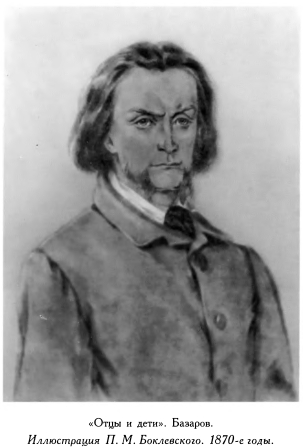 «Отцы и дети». Базаров.
Иллюстрация П. М. Боклевского. 1870-е годы.